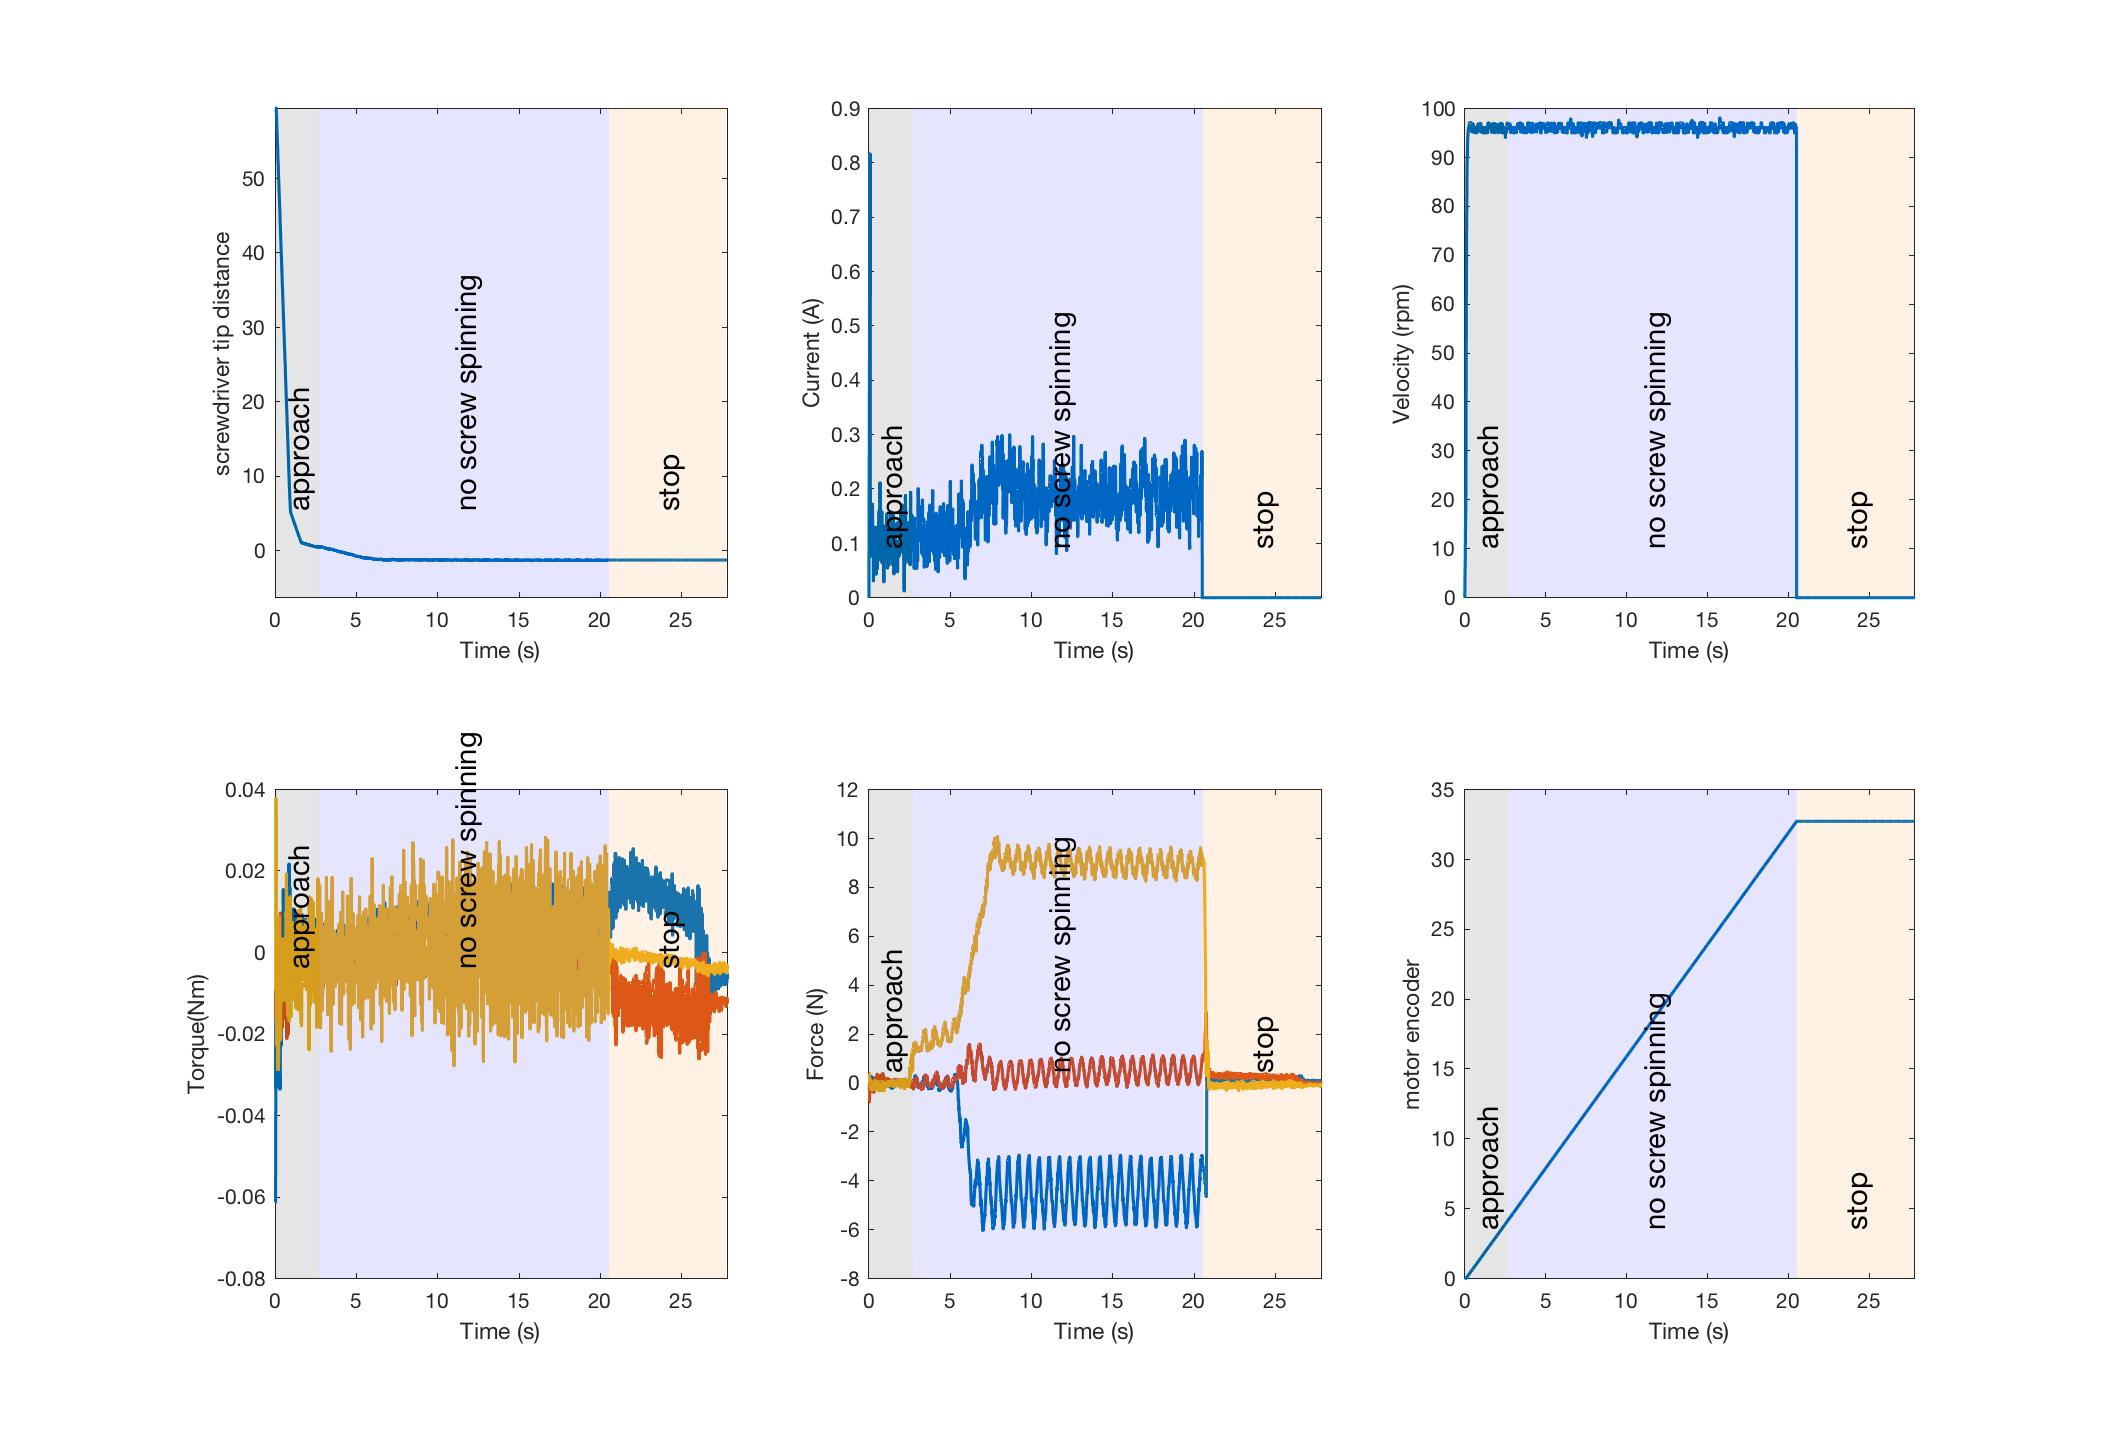 screwdriver tip distance
50
40
30
20
10
0
approach
no screw spinning
stop
0 5 10 15 20 25
Time (s)
Current (A)
0.9
0.8
0.7
0.6
0.5
0.4
0.3
0.2
0.1
0
approach
no screw spinning
stop
0 5 10 15 20 25
Time (s)
Velocity (rpm)
100
90
80
70
60
50
40
30
20
10
0
approach
no screw spinning
stop
0 5 10 15 20 25
Time (s)
Torque(Nm)
0.04
0.02
0
-0.02
-0.04
-0.06
-0.08
approach
no screw spinning
stop
0 5 10 15 20 25
Time (s)
Force (N)
12
10
8
6
4
2
0
-2
-4
-6
-8
approach
no screw spinning
stop
0 5 10 15 20 25
Time (s)
motor encoder
35
30
25
20
15
10
5
0
approach
no screw spinning
stop
0 5 10 15 20 25
Time (s)